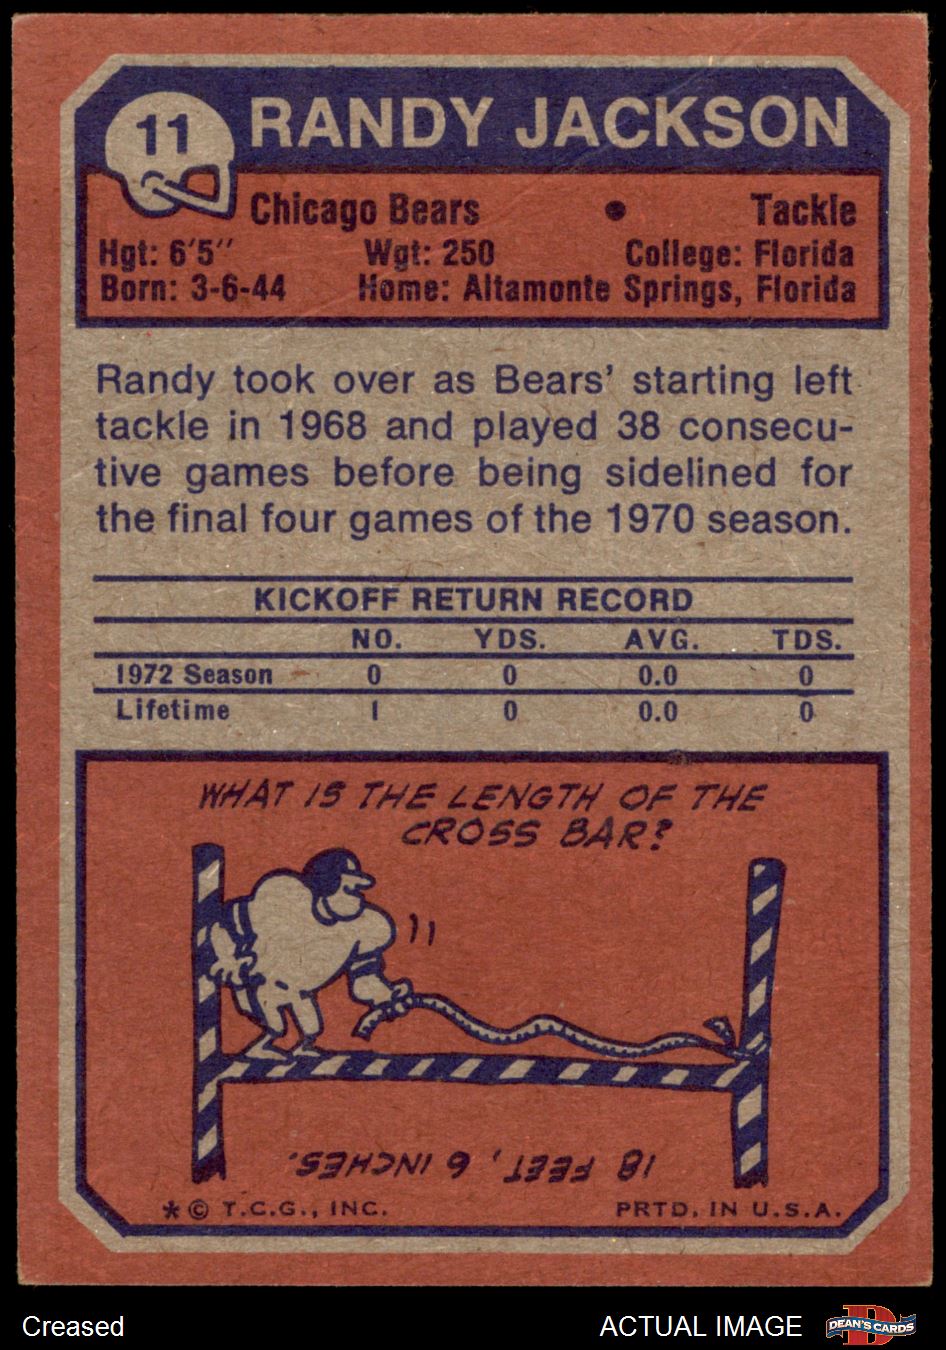 11
RANDY JACKSON
Chicago Bears • Tackle
Hgt: 6'5'' Wgt: 250 College: Florida
Born: 3-6-44 Home: Altamonte Springs, Florida
Randy took over as Bears' starting left
tackle in 1968 and played 38 consecu-
tive games before being sidelined for
the final four games of the 1970 season.
KICKOFF RETURN RECORD
NO. YDS. AVG. TDS.
1972 Season 0 0 0.0 0
Lifetime 1 0 0.0 0
WHAT IS THE LENGTH OF THE
CROSS BAR?
18 FEET, 6 INCHES.
* © T.C.G., INC. PRTD. IN U.S.A.
Creased
ACTUAL IMAGE
DEAN'S CARDS